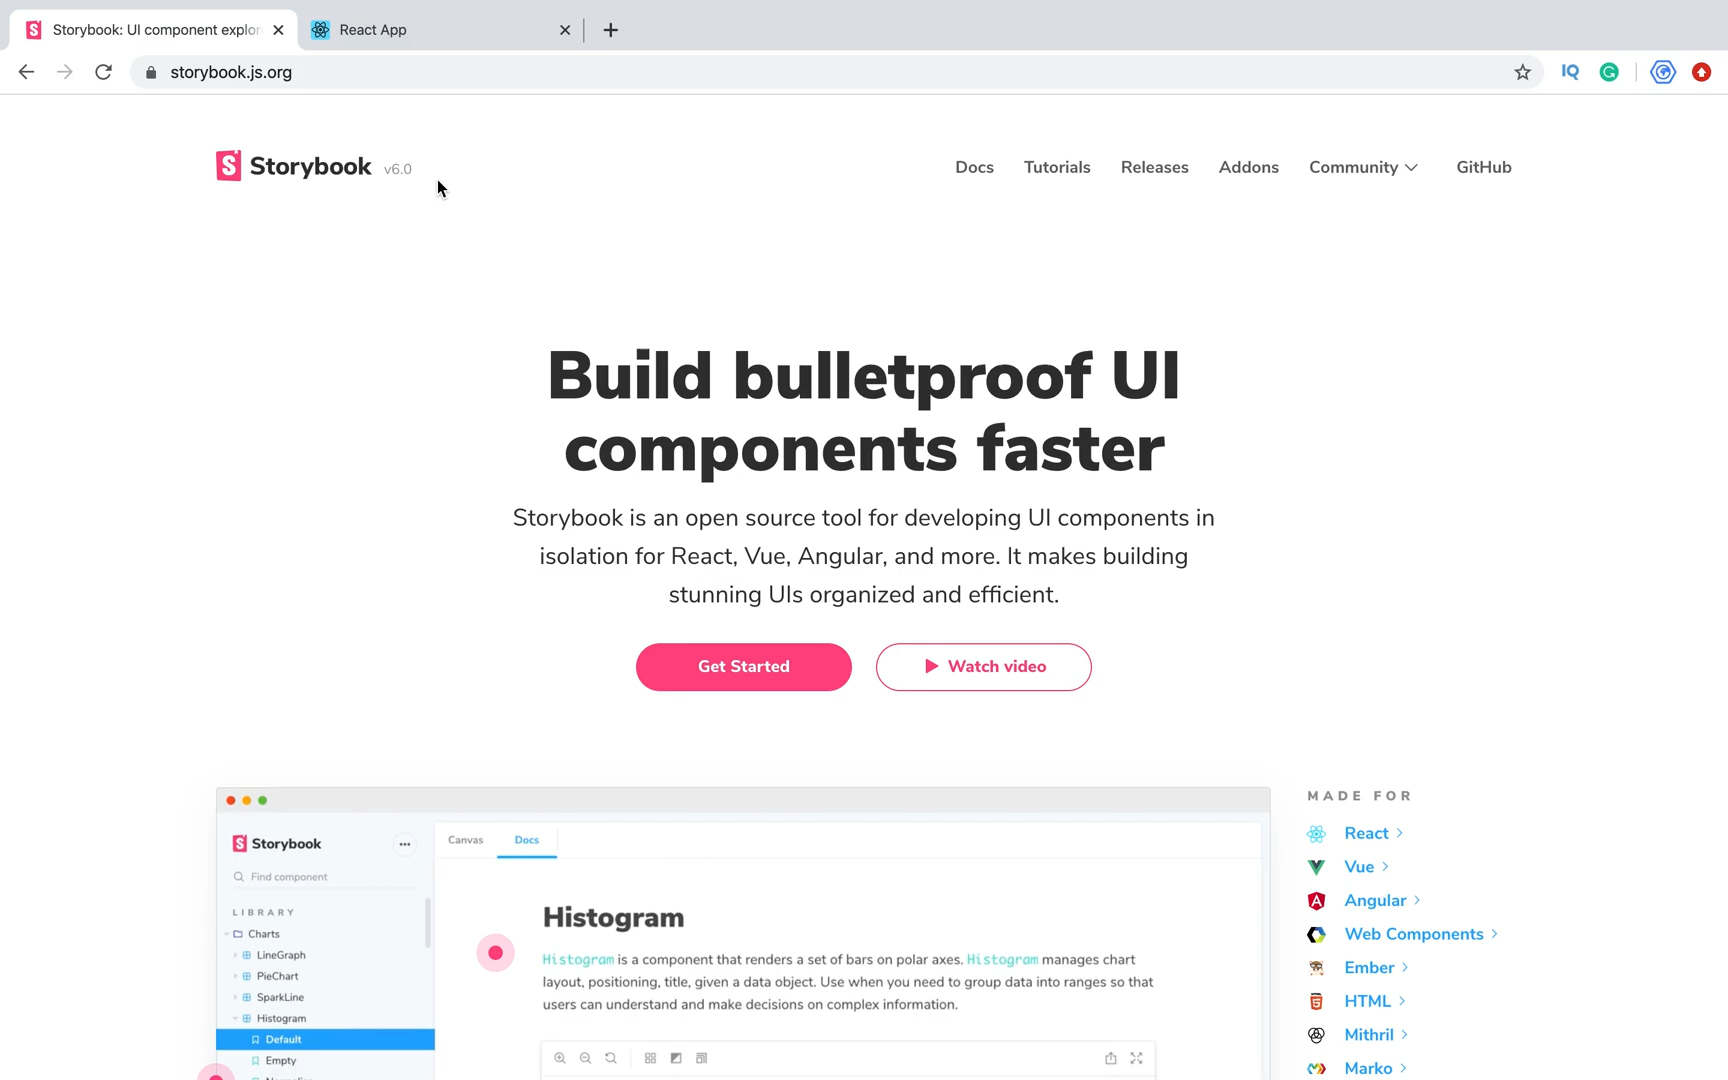 Storybook: UI component explor
React App
storybook.js.org
IQ
Storybook v6.0
Docs Tutorials Releases Addons Community GitHub
Build bulletproof UI
components faster
Storybook is an open source tool for developing UI components in
isolation for React, Vue, Angular, and more. It makes building
stunning UIs organized and efficient.
Get Started
Watch video
Storybook
Find component
LIBRARY
Charts
LineGraph
PieChart
SparkLine
Histogram
Default
Empty
Canvas Docs
Histogram
Histogram is a component that renders a set of bars on polar axes. Histogram manages chart
layout, positioning, title, given a data object. Use when you need to group data into ranges so that
users can understand and make decisions on complex information.
MADE FOR
React
Vue
Angular
Web Components
Ember
HTML
Mithril
Marko